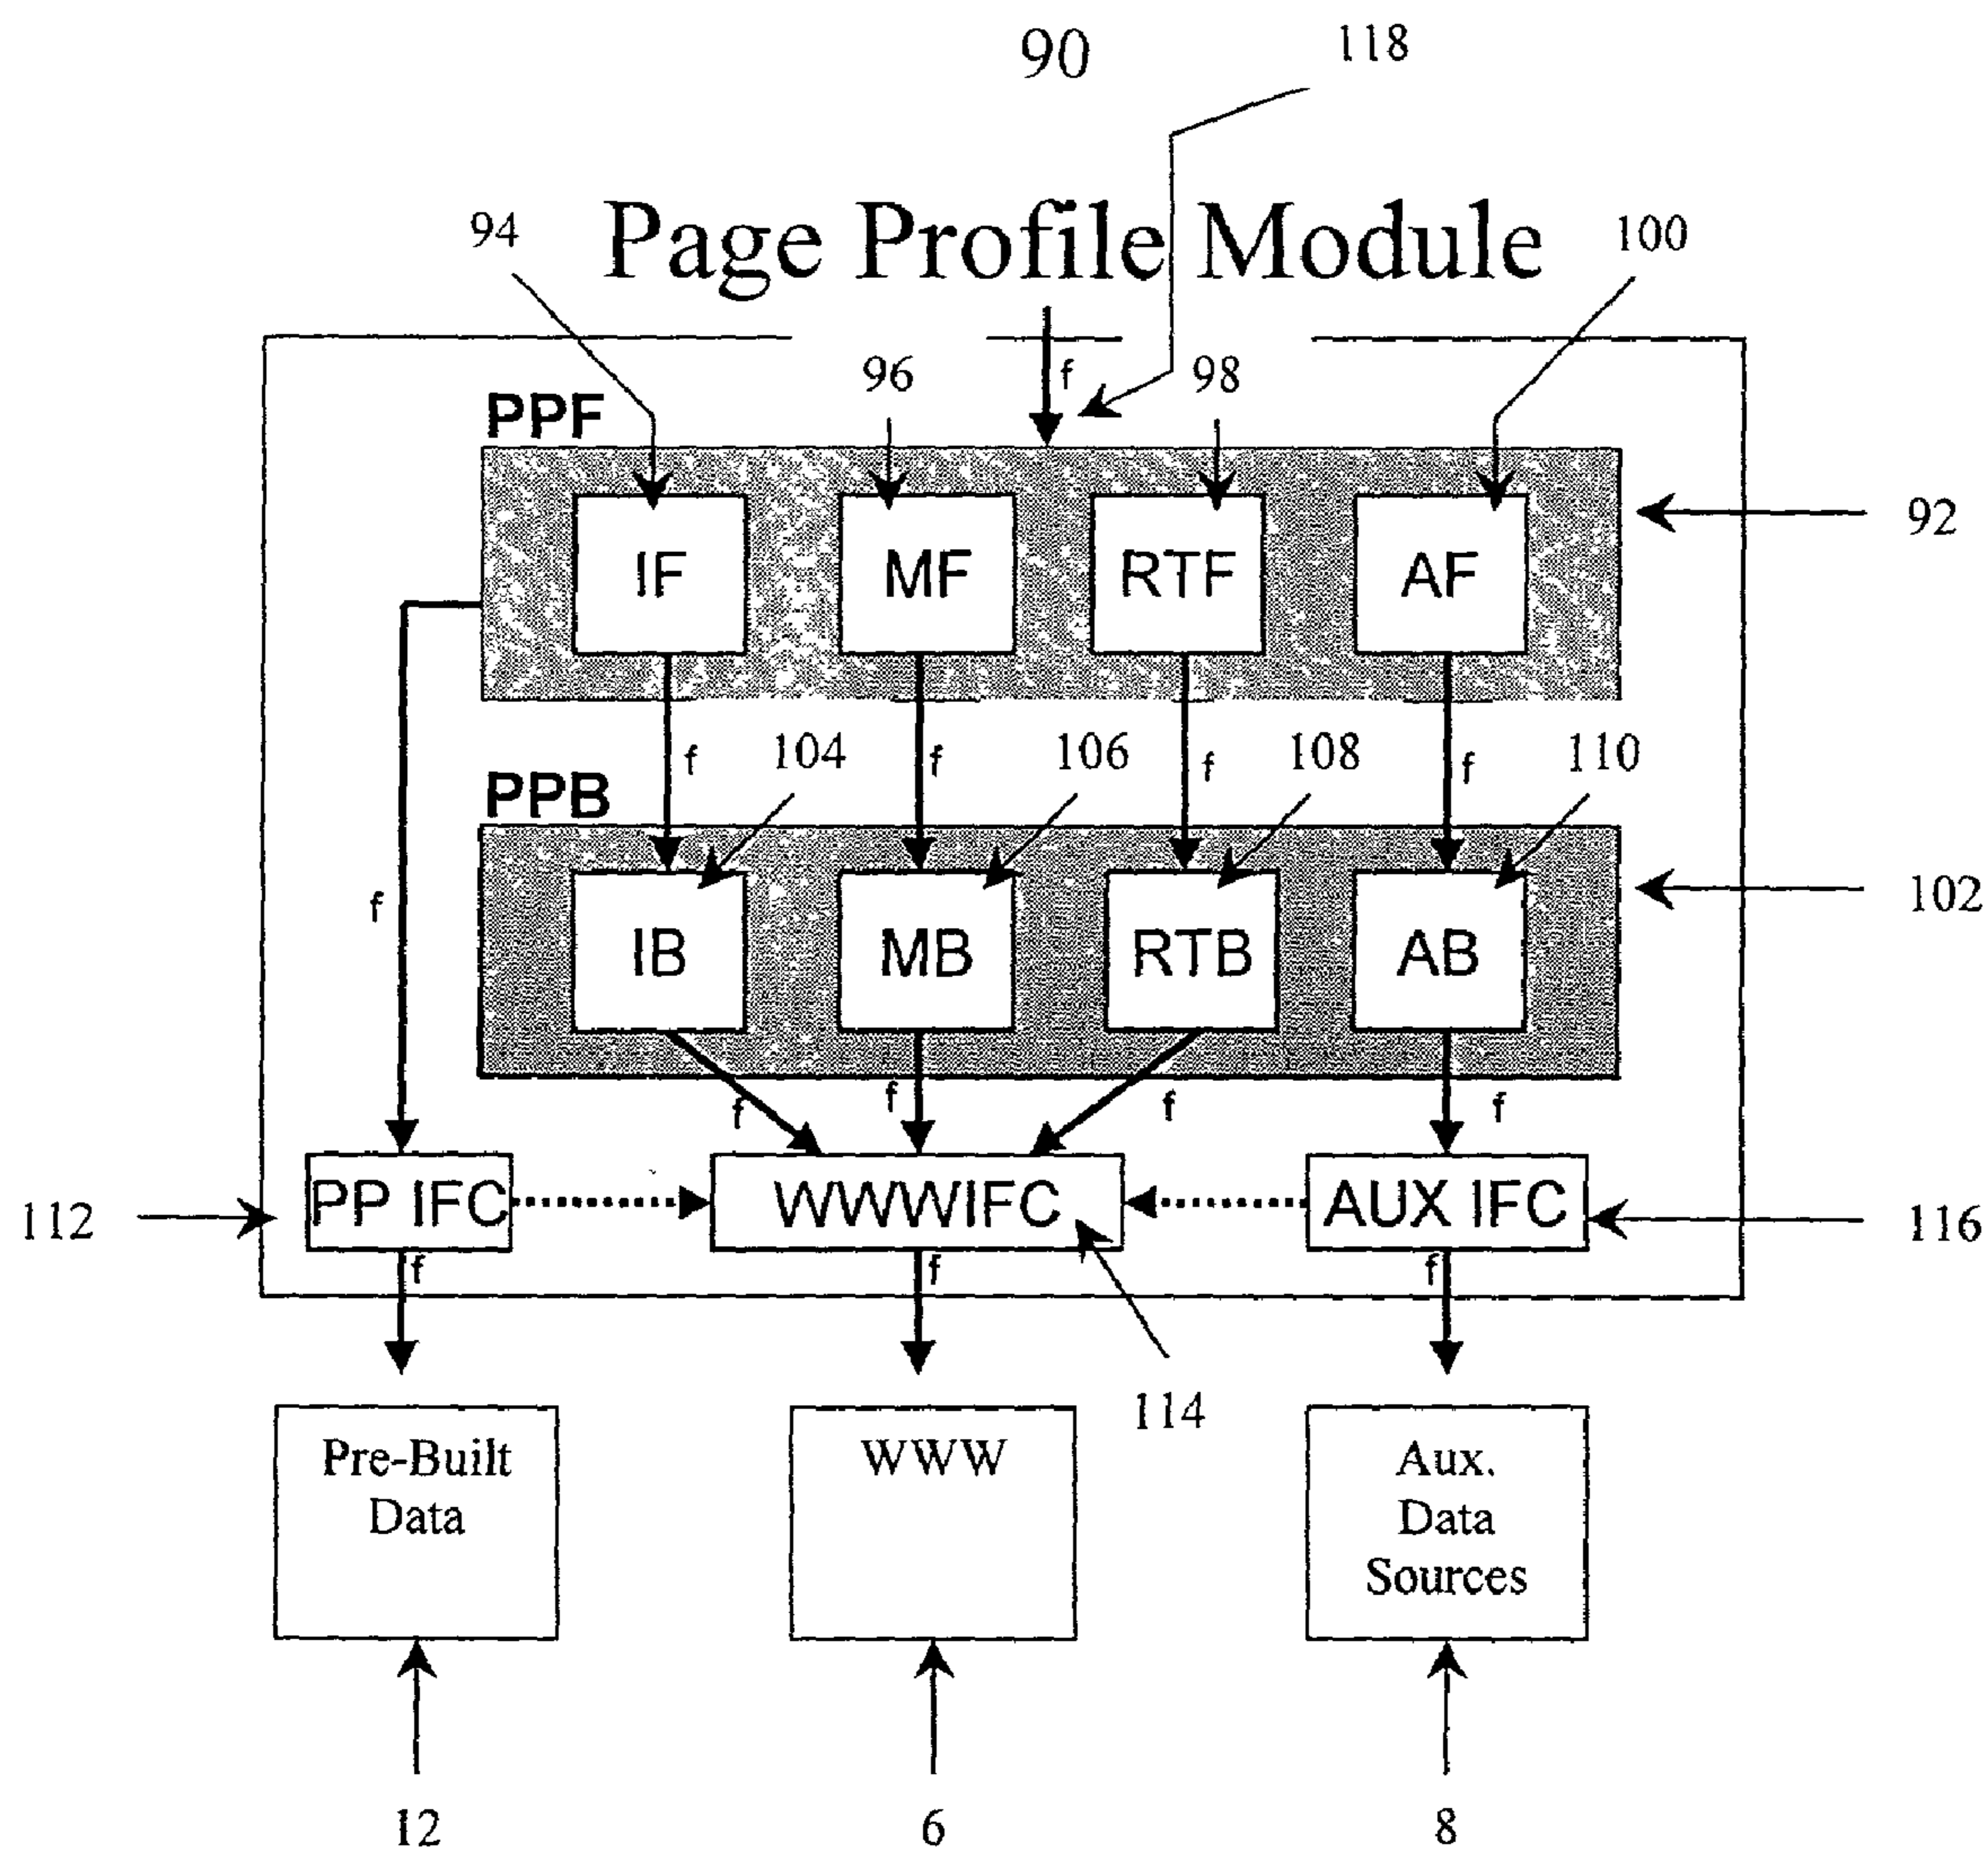 90
118
94
Page Profile Module
100
96
f
98
PPF
92
IF
MF
RTF
AF
f
104
f
106
f
108
f
110
PPB
102
f
IB
MB
RTB
AB
f
f
f
f
112
PP IFC
WWWIFC
AUX IFC
116
f
f
f
114
Pre-Built
Data
WWW
Aux.
Data
Sources
12
6
8